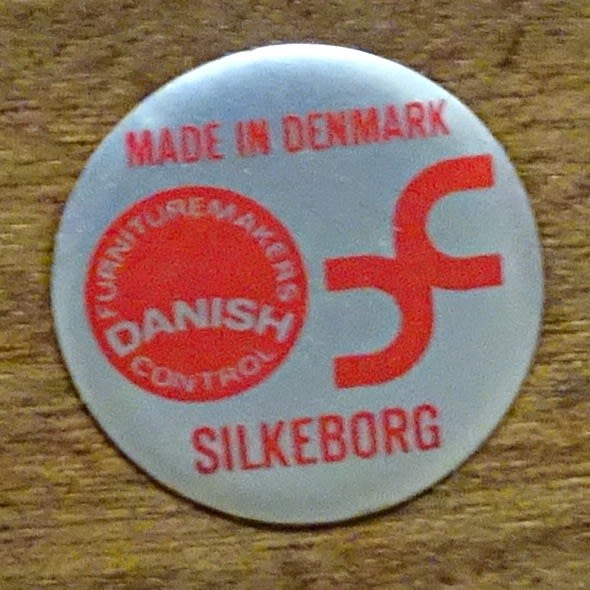 MADE IN DENMARK
FURNITUREMAKERS
DANISH
CONTROL
SILKEBORG